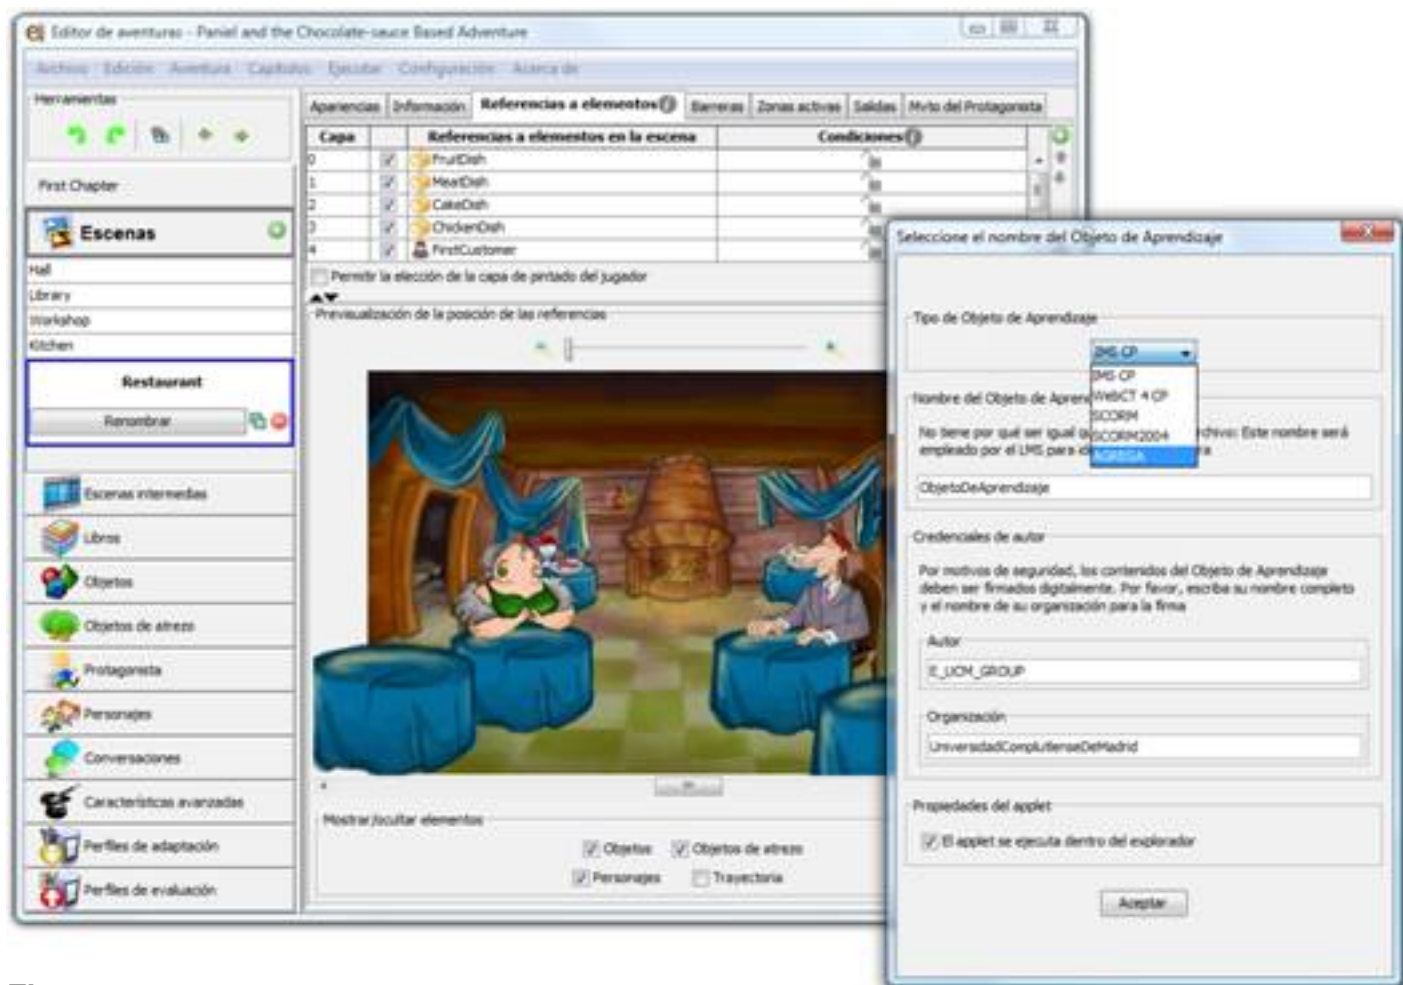 Editor de aventuras - Paniel and the Chocolate-sauce Based Adventure
Archivo Edición Aventura Capítulos Ejecutar Configuración Acerca de
Herramientas
First Chapter
Escenas
Hall
Library
Workshop
Kitchen
Restaurant
Renombrar
Escenas intermedias
Libros
Objetos
Objetos de atrezo
Protagonista
Personajes
Conversaciones
Características avanzadas
Perfiles de adaptación
Perfiles de evaluación
Apariencias Información Referencias a elementos Barreras Zonas activas Salidas Mvto del Protagonista
Capa Referencias a elementos en la escena Condiciones
0 FruitDish
1 MeatDish
2 CakeDish
3 ChickenDish
4 FirstCustomer
Permitir la elección de la capa de pintado del jugador
Previsualización de la posición de las referencias
Mostrar/ocultar elementos
Objetos Objetos de atrezo
Personajes Trayectoria
Seleccione el nombre del Objeto de Aprendizaje
Tipo de Objeto de Aprendizaje
IMS CP
IMS CP
WebCT 4 CP
SCORM
SCORM2004
AGREGA
Nombre del Objeto de Apren
No tiene por qué ser igual chivo: Este nombre será
empleado por el LMS para
ObjetoDeAprendizaje
Credenciales de autor
Por motivos de seguridad, los contenidos del Objeto de Aprendizaje
deben ser firmados digitalmente. Por favor, escriba su nombre completo
y el nombre de su organización para la firma
Autor
E_UCM_GROUP
Organización
UniversidadComplutenseDeMadrid
Propiedades del applet
El applet se ejecuta dentro del explorador
Aceptar